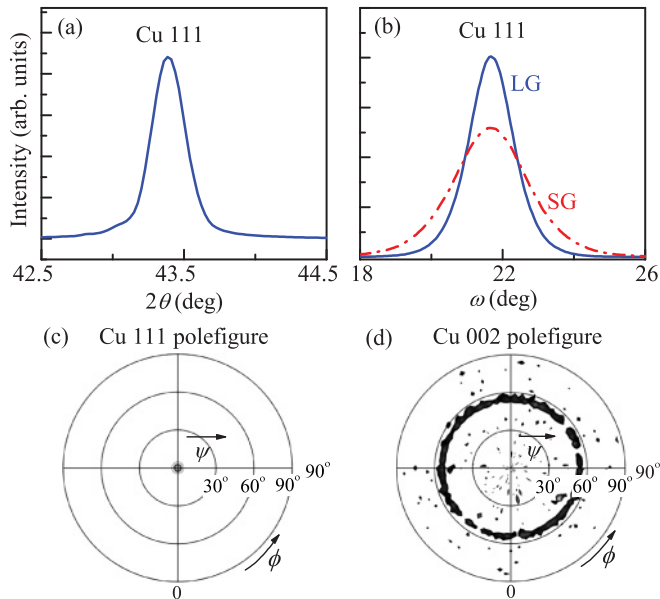 (a)
Cu 111
Intensity (arb. units)
42.5 43.5 44.5
2θ (deg)
(b)
Cu 111
LG
SG
18 22 26
ω (deg)
(c) Cu 111 polefigure
ψ
30° 60° 90° 90°
ϕ
0
(d) Cu 002 polefigure
ψ
30° 60° 90° 90°
ϕ
0